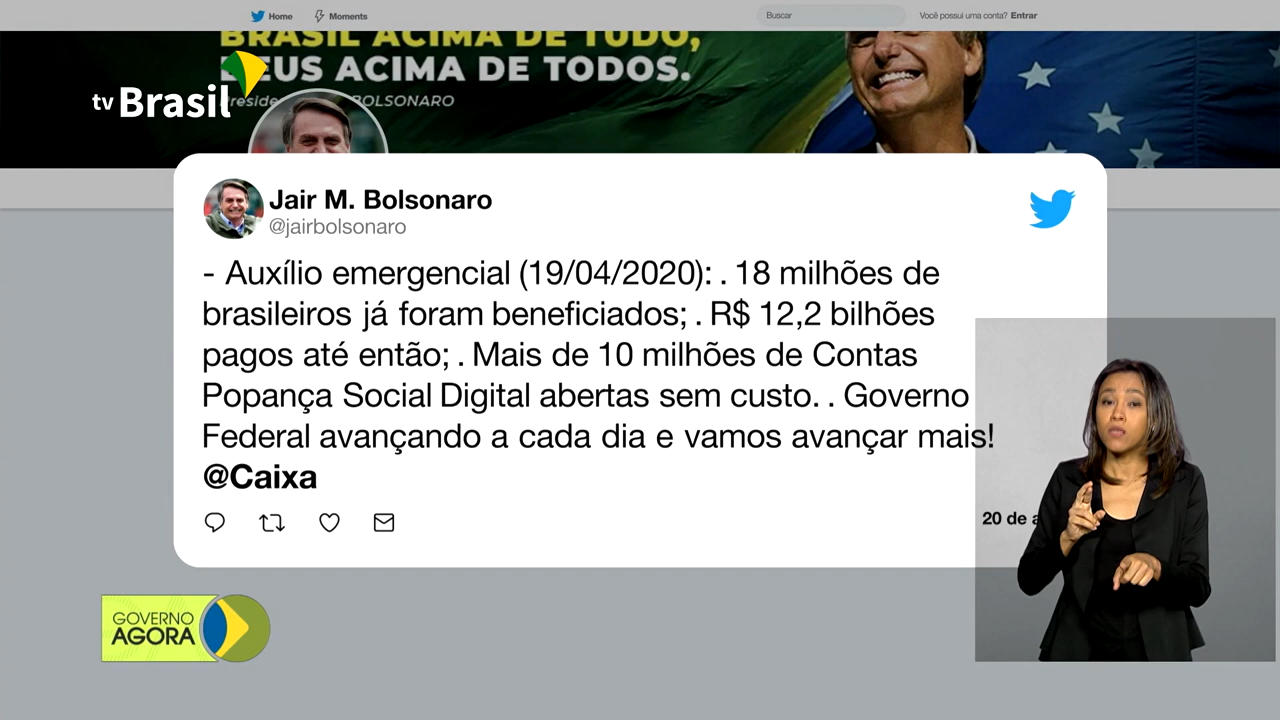 Home Moments Buscar Você possui uma conta? Entrar
BRASIL ACIMA DE TUDO,
DEUS ACIMA DE TODOS.
BOLSONARO
tv Brasil
Jair M. Bolsonaro
@jairbolsonaro
- Auxílio emergencial (19/04/2020): . 18 milhões de
brasileiros já foram beneficiados; . R$ 12,2 bilhões
pagos até então; . Mais de 10 milhões de Contas
Popança Social Digital abertas sem custo. . Governo
Federal avançando a cada dia e vamos avançar mais!
@Caixa
20 de
GOVERNO
AGORA